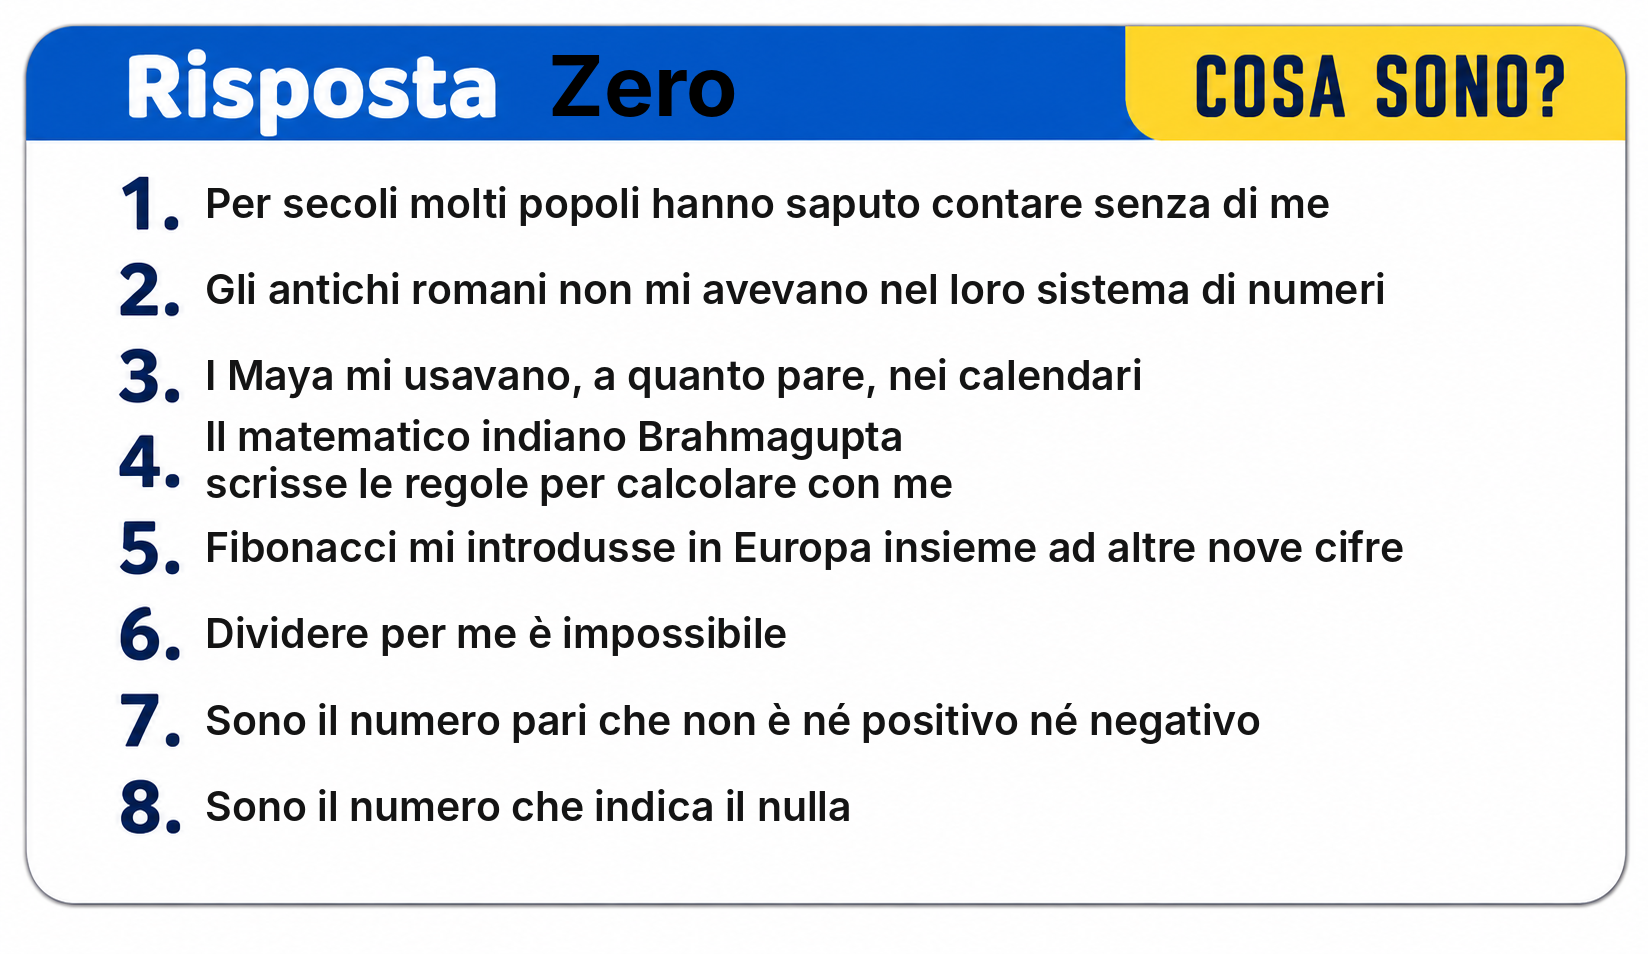 Risposta Zero
COSA SONO?
1. Per secoli molti popoli hanno saputo contare senza di me
2. Gli antichi romani non mi avevano nel loro sistema di numeri
3. I Maya mi usavano, a quanto pare, nei calendari
4. Il matematico indiano Brahmagupta
scrisse le regole per calcolare con me
5. Fibonacci mi introdusse in Europa insieme ad altre nove cifre
6. Dividere per me è impossibile
7. Sono il numero pari che non è né positivo né negativo
8. Sono il numero che indica il nulla